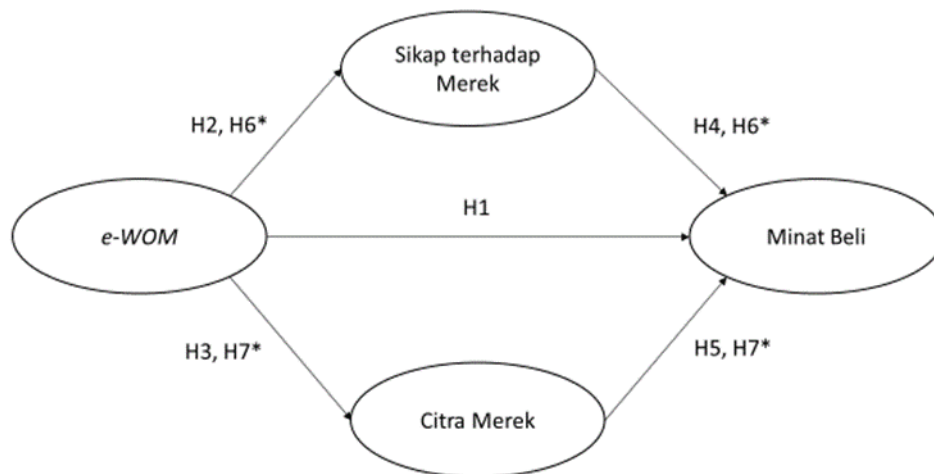 Sikap terhadap
Merek
H2, H6*
H4, H6*
H1
e-WOM
Minat Beli
H3, H7*
H5, H7*
Citra Merek